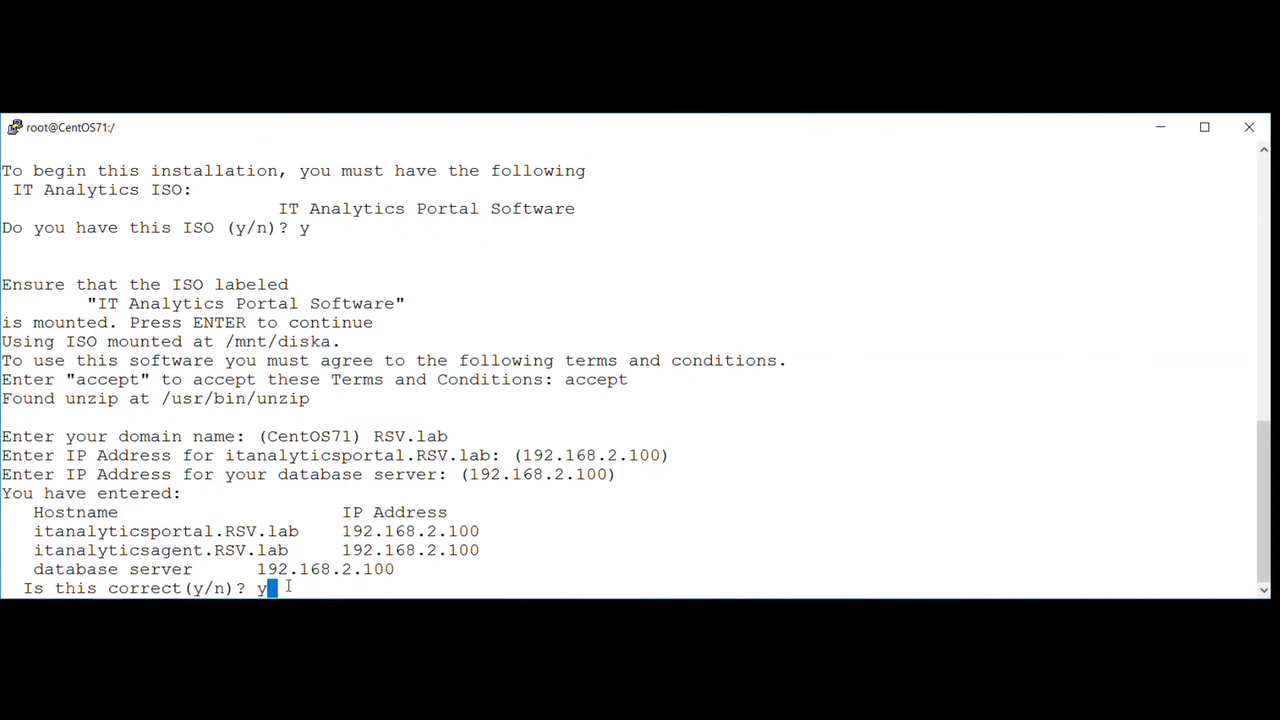 root@CentOS71:/
To begin this installation, you must have the following
IT Analytics ISO:
IT Analytics Portal Software
Do you have this ISO (y/n)? y
Ensure that the ISO labeled
"IT Analytics Portal Software"
is mounted. Press ENTER to continue
Using ISO mounted at /mnt/diska.
To use this software you must agree to the following terms and conditions.
Enter "accept" to accept these Terms and Conditions: accept
Found unzip at /usr/bin/unzip
Enter your domain name: (CentOS71) RSV.lab
Enter IP Address for itanalyticsportal.RSV.lab: (192.168.2.100)
Enter IP Address for your database server: (192.168.2.100)
You have entered:
Hostname IP Address
itanalyticsportal.RSV.lab 192.168.2.100
itanalyticsagent.RSV.lab 192.168.2.100
database server 192.168.2.100
Is this correct(y/n)? y